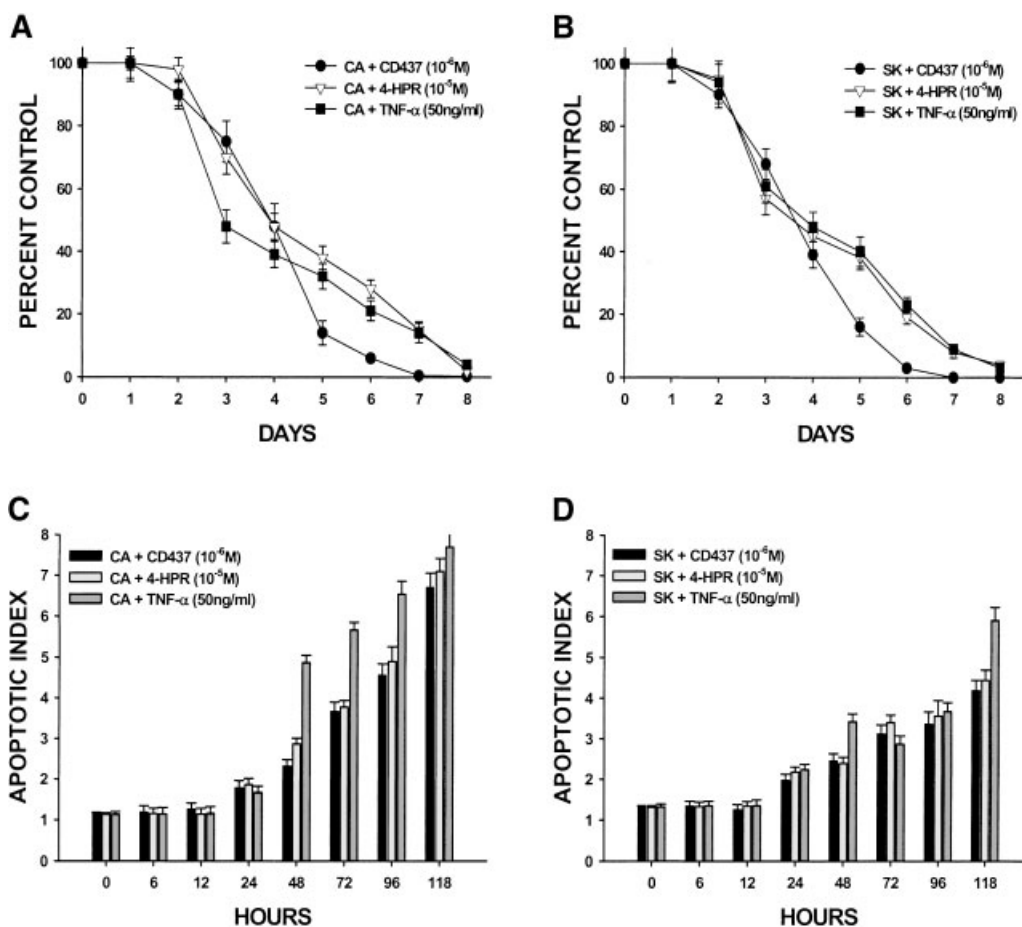 A
PERCENT CONTROL
100
80
60
40
20
0
CA + CD437 (10⁻⁶M)
CA + 4-HPR (10⁻⁵M)
CA + TNF-α (50ng/ml)
0 1 2 3 4 5 6 7 8
DAYS
B
PERCENT CONTROL
100
80
60
40
20
0
SK + CD437 (10⁻⁶M)
SK + 4-HPR (10⁻⁵M)
SK + TNF-α (50ng/ml)
0 1 2 3 4 5 6 7 8
DAYS
C
APOPTOTIC INDEX
8
7
6
5
4
3
2
1
0
CA + CD437 (10⁻⁶M)
CA + 4-HPR (10⁻⁵M)
CA + TNF-α (50ng/ml)
0 6 12 24 48 72 96 118
HOURS
D
APOPTOTIC INDEX
8
7
6
5
4
3
2
1
0
SK + CD437 (10⁻⁶M)
SK + 4-HPR (10⁻⁵M)
SK + TNF-α (50ng/ml)
0 6 12 24 48 72 96 118
HOURS